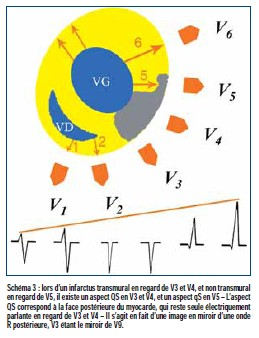 V6
6
VG
5
V5
VD
V4
1
2
V3
V1
V2
Schéma 3 : lors d'un infarctus transmural en regard de V3 et V4, et non transmural
en regard de V5, il existe un aspect QS en V3 et V4, et un aspect qS en V5 – L'aspect
QS correspond à la face postérieure du myocarde, qui reste seule électriquement
parlante en regard de V3 et V4 – Il s'agit en fait d'une image en miroir d'une onde
R postérieure, V3 étant le miroir de V9.